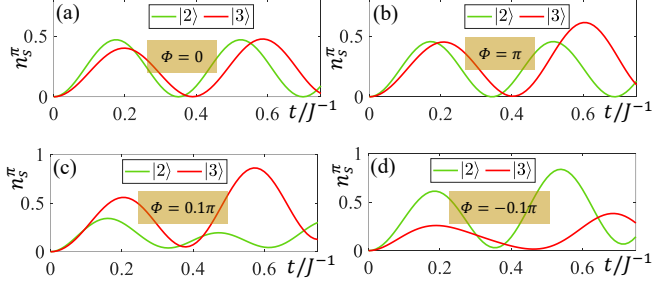 (a) |2⟩ |3⟩
n_s^π
0.5
0
Φ = 0
0 0.2 0.4 0.6 t/J⁻¹
(b) |2⟩ |3⟩
n_s^π
0.5
0
Φ = π
0 0.2 0.4 0.6 t/J⁻¹
(c) |2⟩ |3⟩
n_s^π
1
0.5
0
Φ = 0.1π
0 0.2 0.4 0.6 t/J⁻¹
(d) |2⟩ |3⟩
n_s^π
1
0.5
0
Φ = −0.1π
0 0.2 0.4 0.6 t/J⁻¹